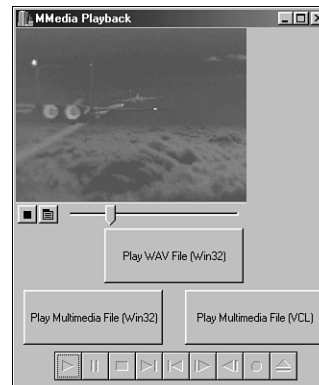 MMedia Playback
Play WAV File (Win32)
Play Multimedia File (Win32)
Play Multimedia File (VCL)